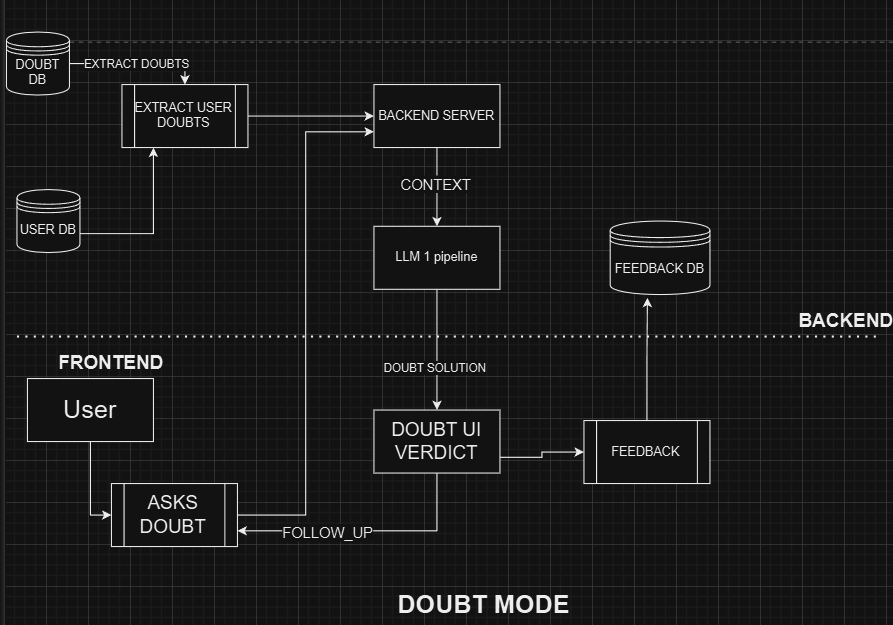 DOUBT
DB
EXTRACT DOUBTS
EXTRACT USER
DOUBTS
BACKEND SERVER
CONTEXT
USER DB
LLM 1 pipeline
FEEDBACK DB
BACKEND
FRONTEND
DOUBT SOLUTION
User
DOUBT UI
VERDICT
FEEDBACK
ASKS
DOUBT
FOLLOW_UP
DOUBT MODE